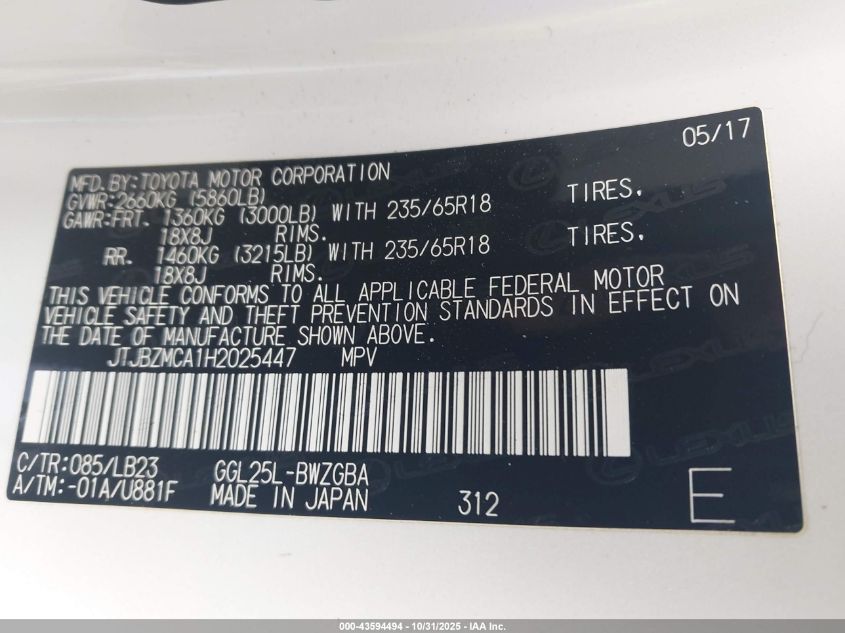 05/17
MFD. BY:TOYOTA MOTOR CORPORATION
GVWR:2660KG (5860LB)
GAWR:FRT. 1360KG (3000LB) WITH 235/65R18 TIRES,
18X8J RIMS.
RR. 1460KG (3215LB) WITH 235/65R18 TIRES,
18X8J RIMS.
THIS VEHICLE CONFORMS TO ALL APPLICABLE FEDERAL MOTOR
VEHICLE SAFETY AND THEFT PREVENTION STANDARDS IN EFFECT ON
THE DATE OF MANUFACTURE SHOWN ABOVE.
JTJBZMCA1H2025447 MPV
C/TR:085/LB23 GGL25L-BWZGBA
A/TM:-01A/U881F MADE IN JAPAN 312 E
LEXUS
LEXUS
000-43594494 - 10/31/2025 - IAA Inc.